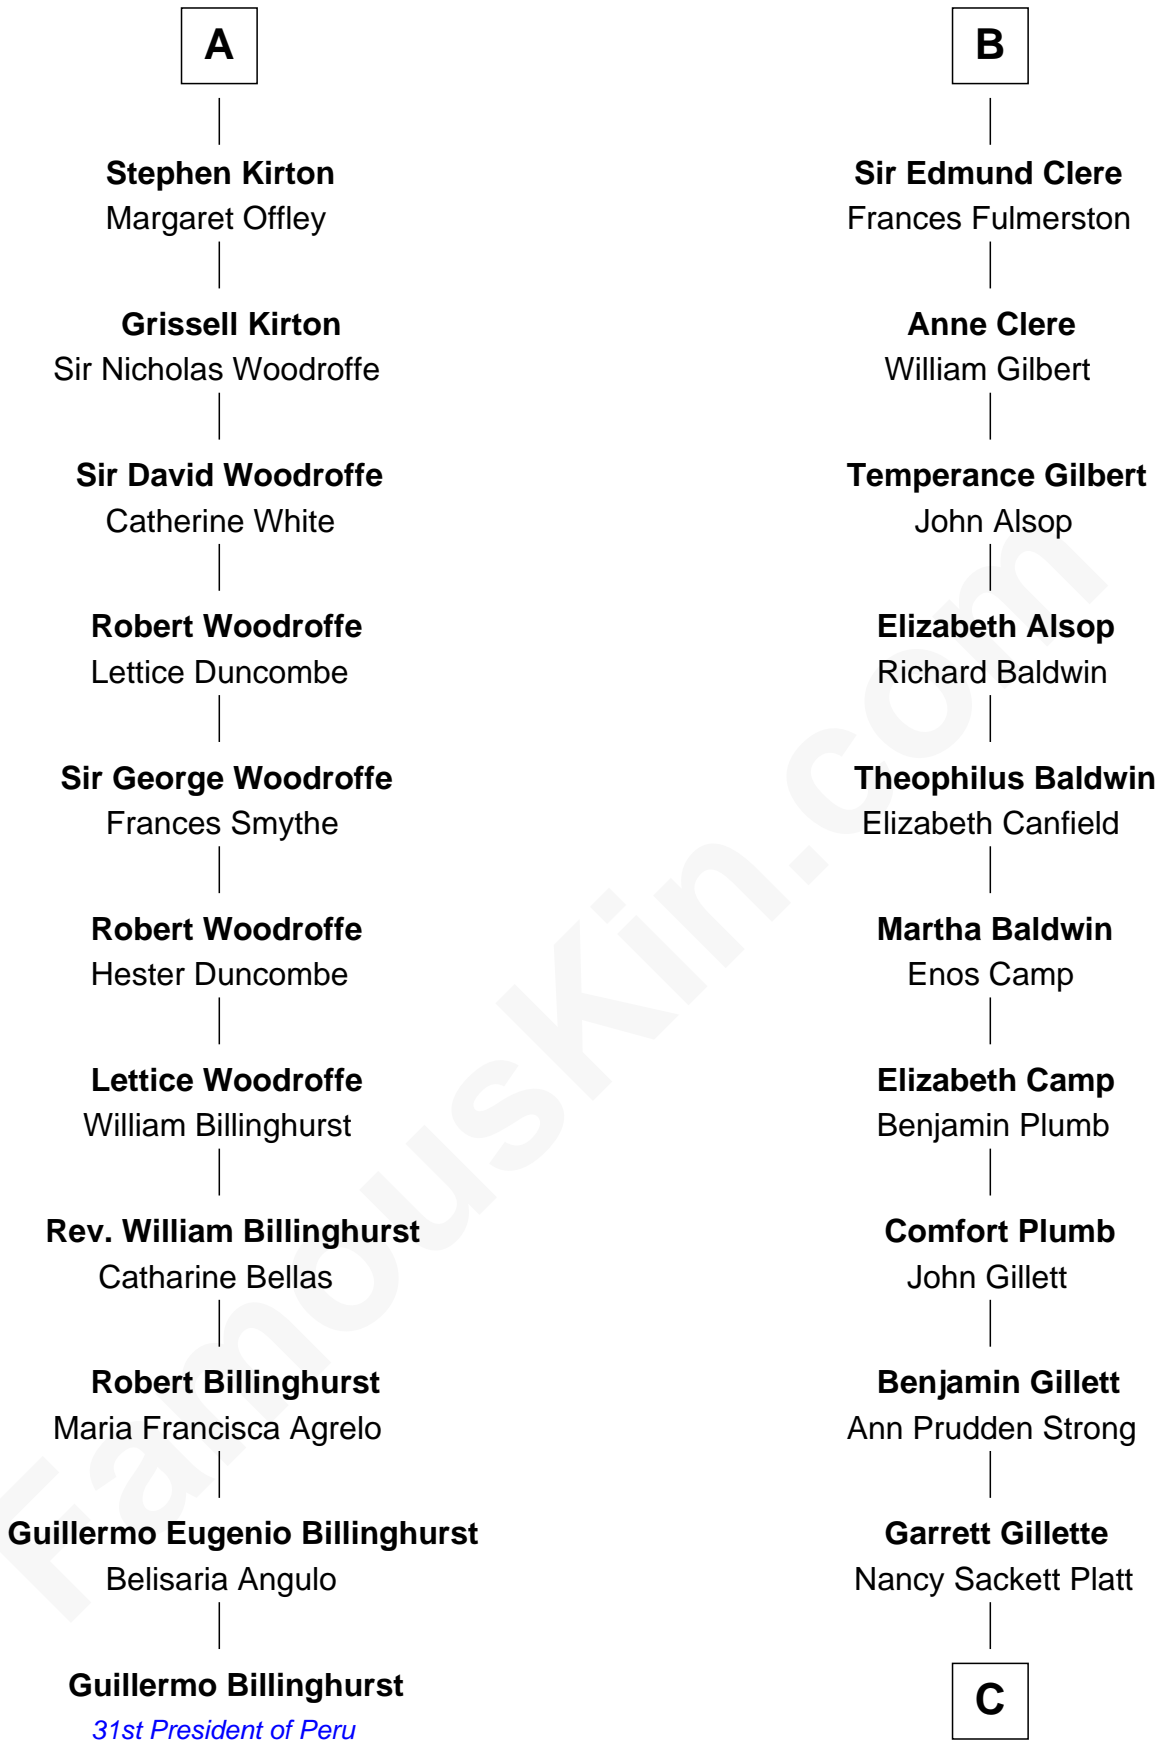 A
Stephen Kirton
Margaret Offley
Grissell Kirton
Sir Nicholas Woodroffe
Sir David Woodroffe
Catherine White
Robert Woodroffe
Lettice Duncombe
Sir George Woodroffe
Frances Smythe
Robert Woodroffe
Hester Duncombe
Lettice Woodroffe
William Billinghurst
Rev. William Billinghurst
Catharine Bellas
Robert Billinghurst
Maria Francisca Agrelo
Guillermo Eugenio Billinghurst
Belisaria Angulo
Guillermo Billinghurst
31st President of Peru
B
Sir Edmund Clere
Frances Fulmerston
Anne Clere
William Gilbert
Temperance Gilbert
John Alsop
Elizabeth Alsop
Richard Baldwin
Theophilus Baldwin
Elizabeth Canfield
Martha Baldwin
Enos Camp
Elizabeth Camp
Benjamin Plumb
Comfort Plumb
John Gillett
Benjamin Gillett
Ann Prudden Strong
Garrett Gillette
Nancy Sackett Platt
C
FamousKin.com